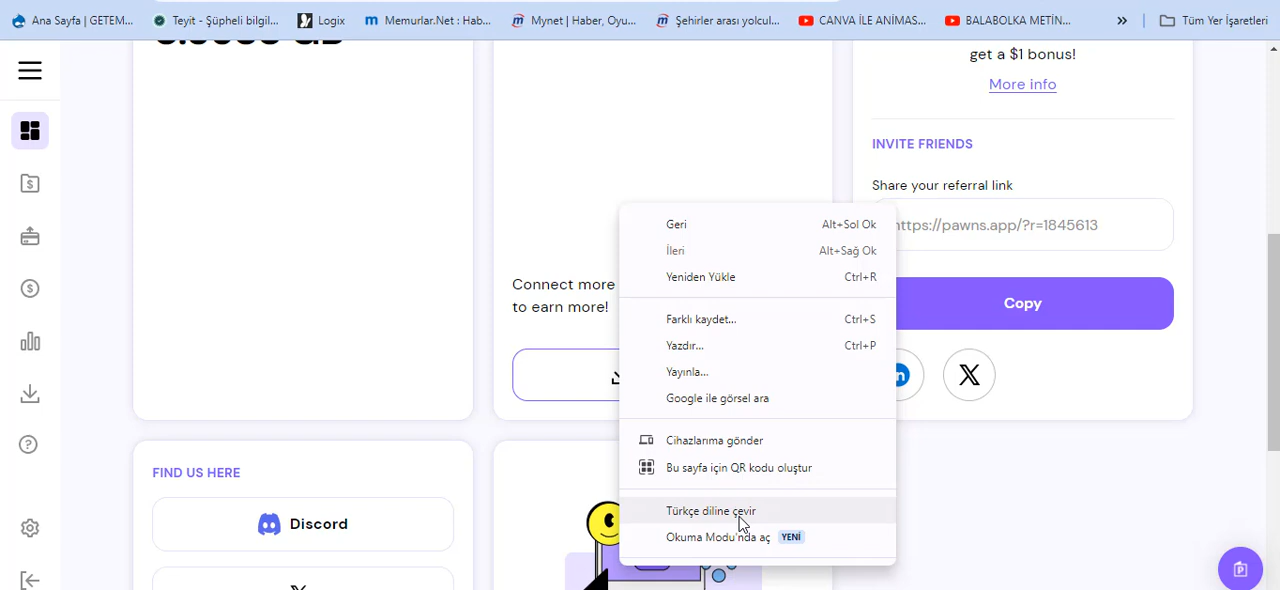 Ana Sayfa | GETEM...
Teyit - Şüpheli bilgil...
Logix
Memurlar.Net : Hab...
Mynet | Haber, Oyu...
Şehirler arası yolcul...
CANVA İLE ANİMAS...
BALABOLKA METİN...
»
Tüm Yer İşaretleri
get a $1 bonus!
More info
INVITE FRIENDS
Share your referral link
https://pawns.app/?r=1845613
Copy
Connect more
to earn more!
Geri Alt+Sol Ok
İleri Alt+Sağ Ok
Yeniden Yükle Ctrl+R
Farklı kaydet... Ctrl+S
Yazdır... Ctrl+P
Yayınla...
Google ile görsel ara
Cihazlarıma gönder
Bu sayfa için QR kodu oluştur
Türkçe diline çevir
Okuma Modu'nda aç YENİ
FIND US HERE
Discord